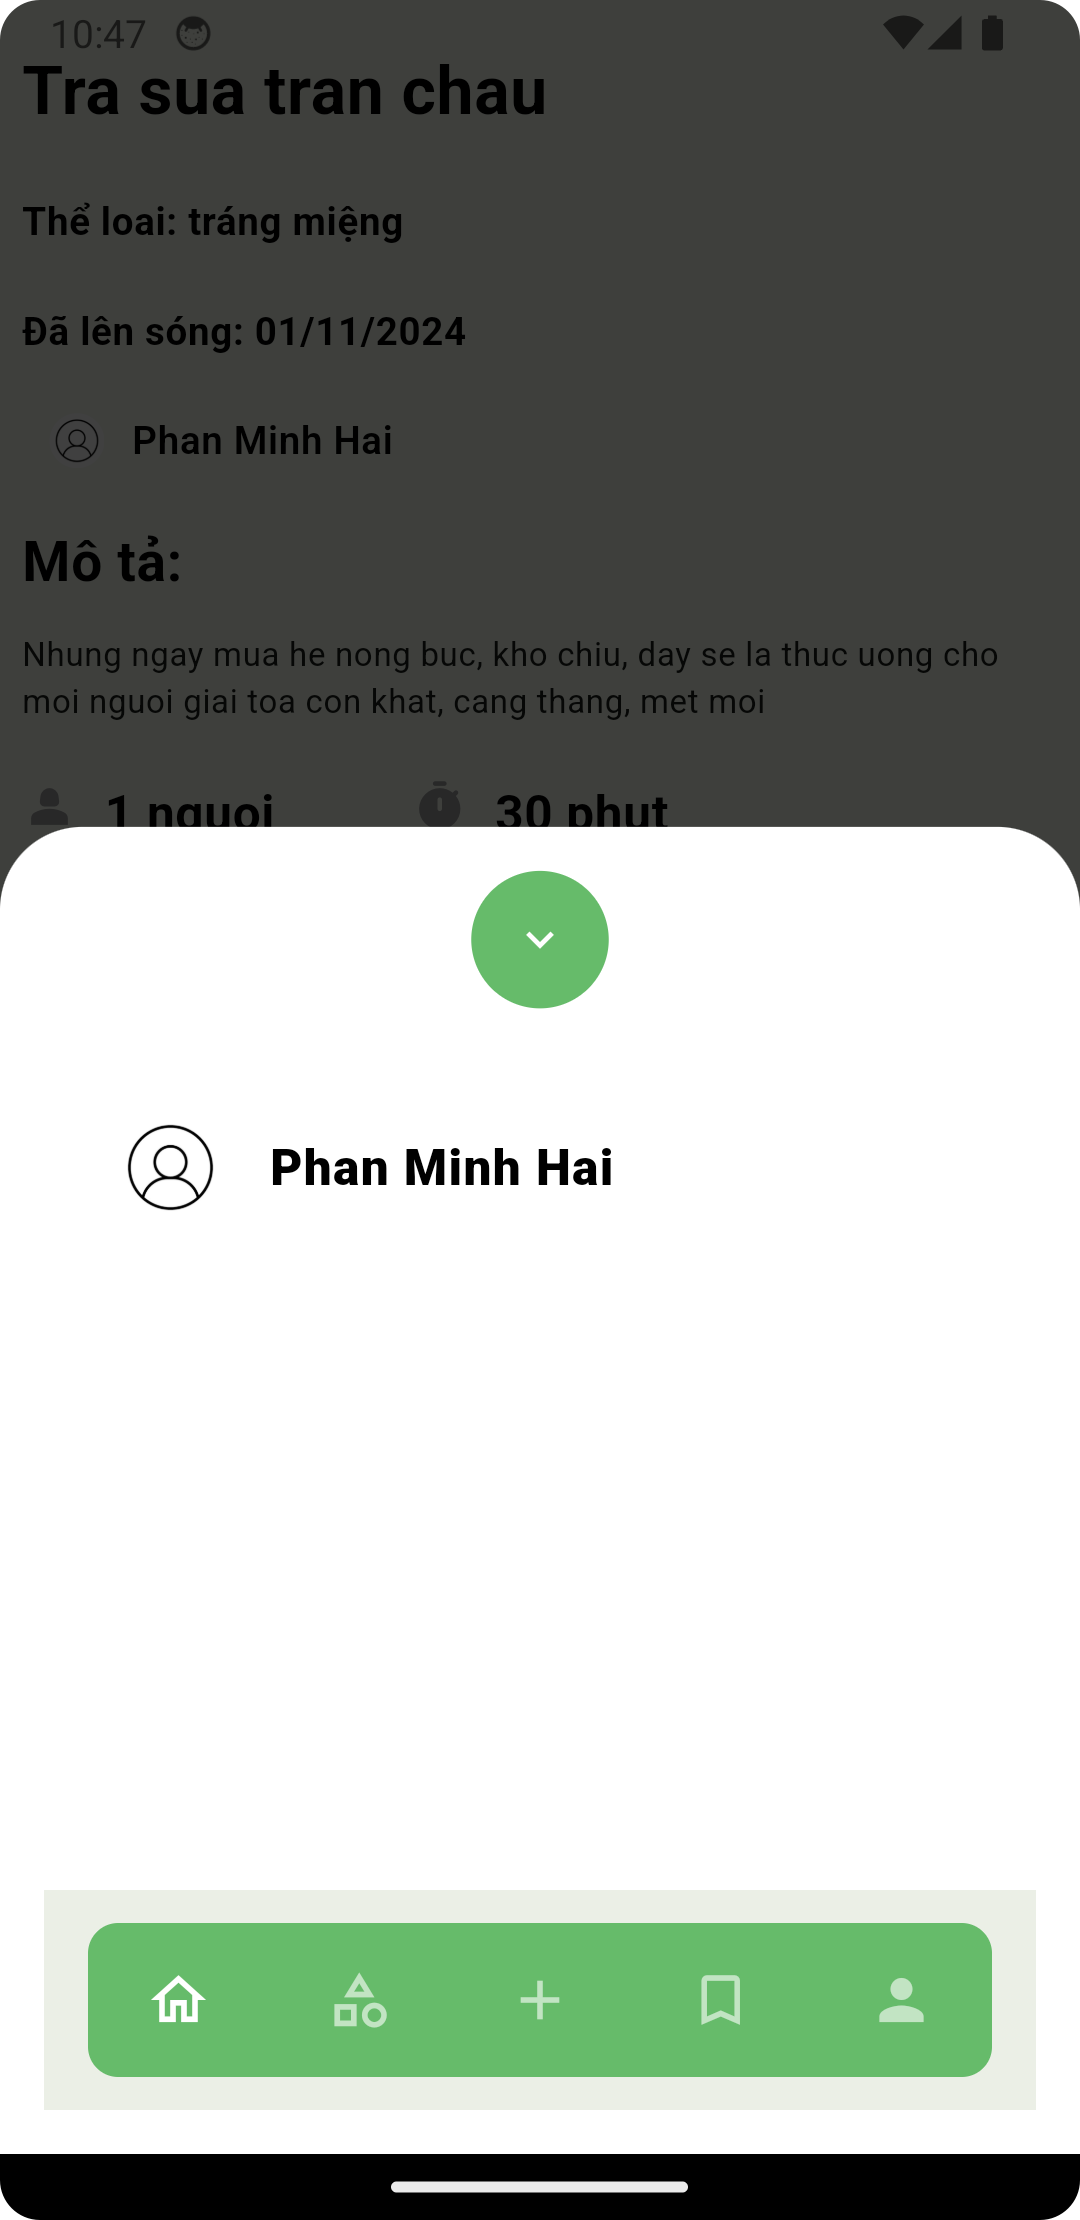 10:47
Tra sua tran chau
Thể loai: tráng miệng
Đã lên sóng: 01/11/2024
Phan Minh Hai
Mô tả:
Nhung ngay mua he nong buc, kho chiu, day se la thuc uong cho
moi nguoi giai toa con khat, cang thang, met moi
1 nguoi
30 phut
Phan Minh Hai